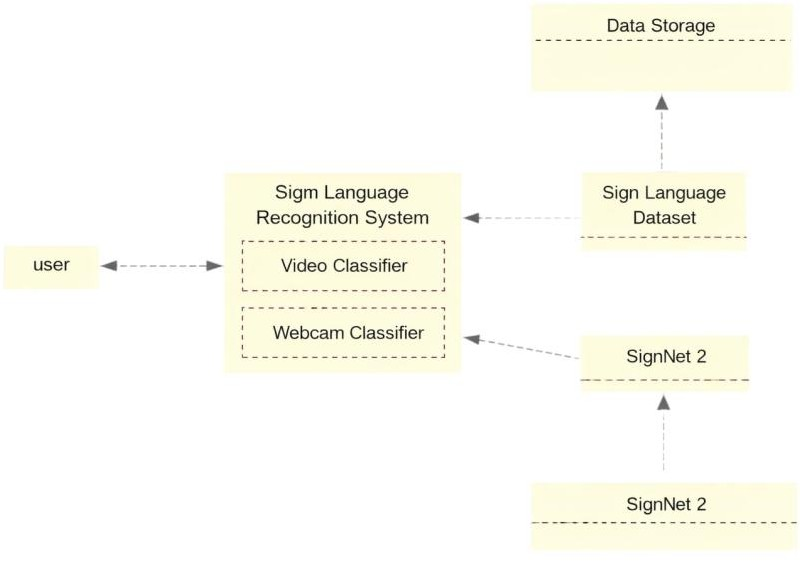 Data Storage
Sigm Language
Recognition System
Sign Language
Dataset
user
Video Classifier
Webcam Classifier
SignNet 2
SignNet 2